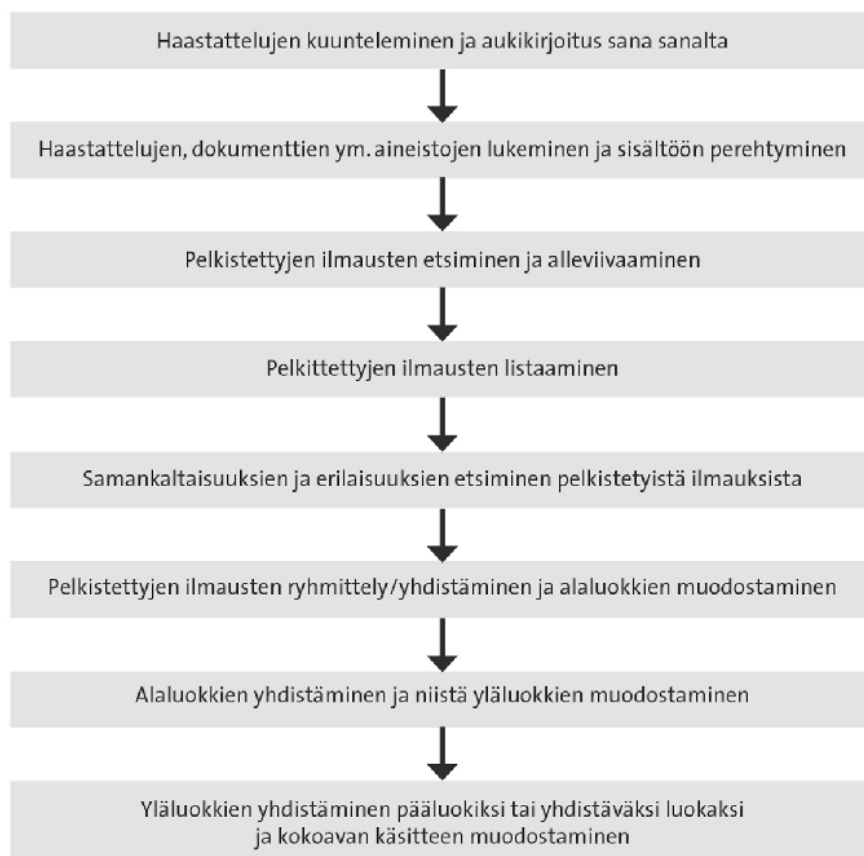 Haastattelujen kuunteleminen ja aukikirjoitus sana sanalta
Haastattelujen, dokumenttien ym. aineistojen lukeminen ja sisältöön perehtyminen
Pelkistettyjen ilmausten etsiminen ja alleviivaaminen
Pelkittettyjen ilmausten listaaminen
Samankaltaisuuksien ja erilaisuuksien etsiminen pelkistetyistä ilmauksista
Pelkistettyjen ilmausten ryhmittely/yhdistäminen ja alaluokkien muodostaminen
Alaluokkien yhdistäminen ja niistä yläluokkien muodostaminen
Yläluokkien yhdistäminen pääluokiksi tai yhdistäväksi luokaksi
ja kokoavan käsitteen muodostaminen